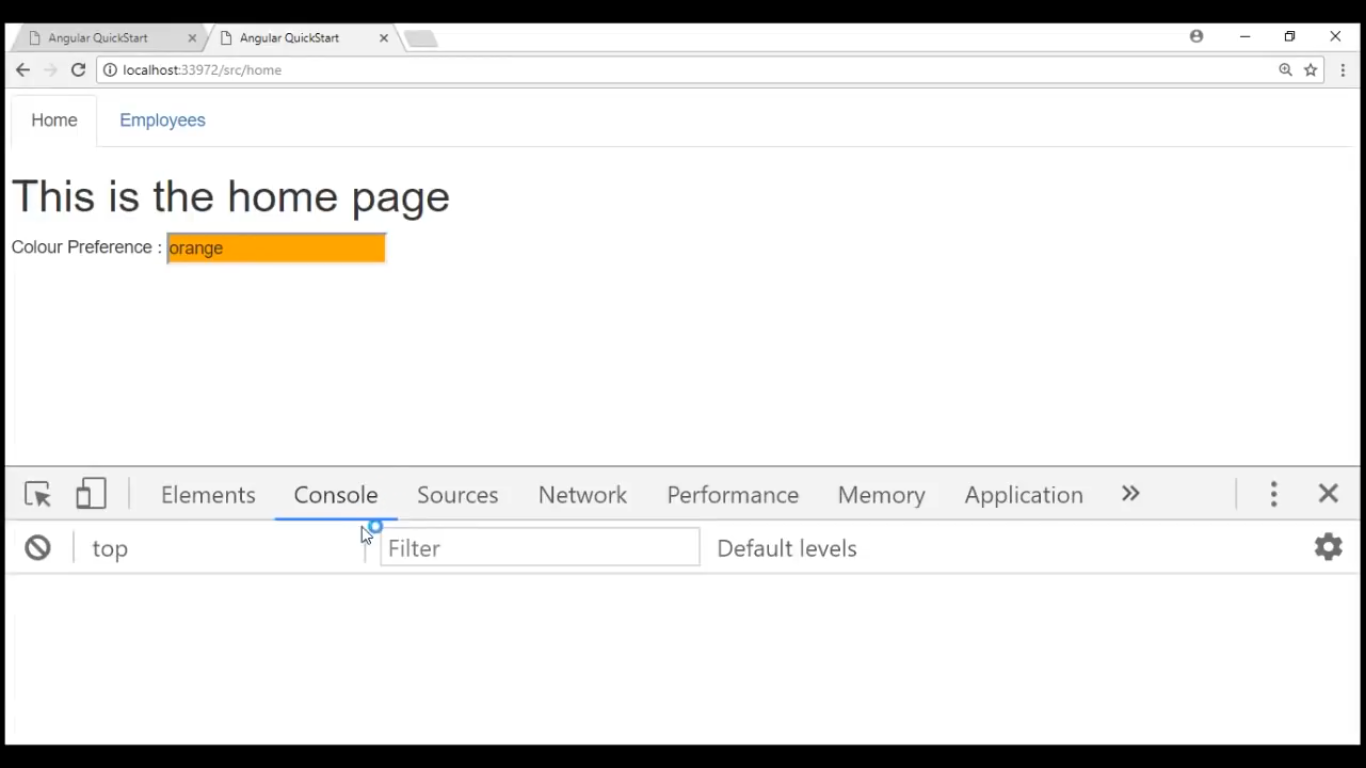 Angular QuickStart Angular QuickStart
localhost:33972/src/home
Home Employees
This is the home page
Colour Preference : orange
Elements Console Sources Network Performance Memory Application
top Filter Default levels